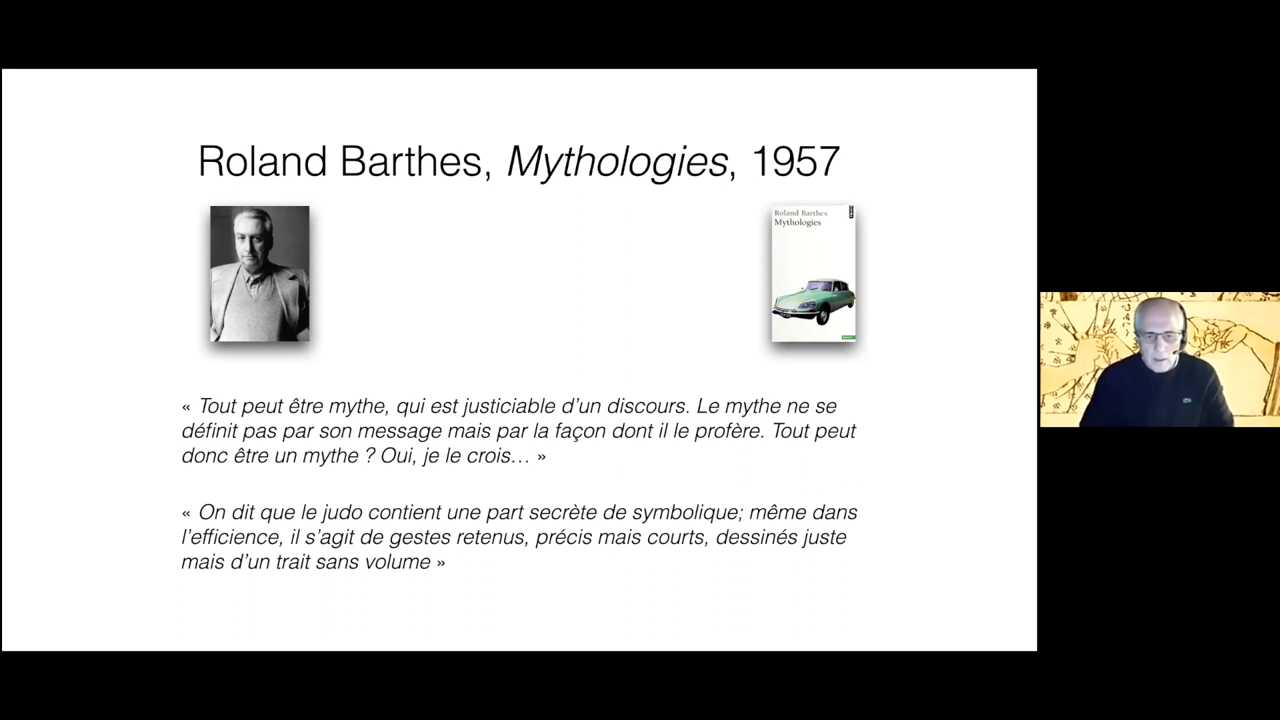 Roland Barthes, Mythologies, 1957
Roland Barthes
Mythologies
« Tout peut être mythe, qui est justiciable d’un discours. Le mythe ne se
définit pas par son message mais par la façon dont il le profère. Tout peut
donc être un mythe ? Oui, je le crois… »
« On dit que le judo contient une part secrète de symbolique; même dans
l’efficience, il s’agit de gestes retenus, précis mais courts, dessinés juste
mais d’un trait sans volume »